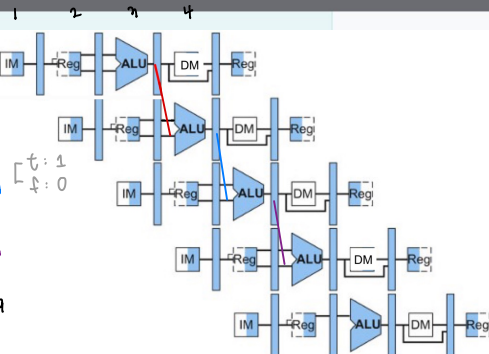 1 2 3 4
IM Reg ALU DM Reg
IM Reg ALU DM Reg
t: 1
f: 0
IM Reg ALU DM Reg
IM Reg ALU DM Reg
IM Reg ALU DM Reg